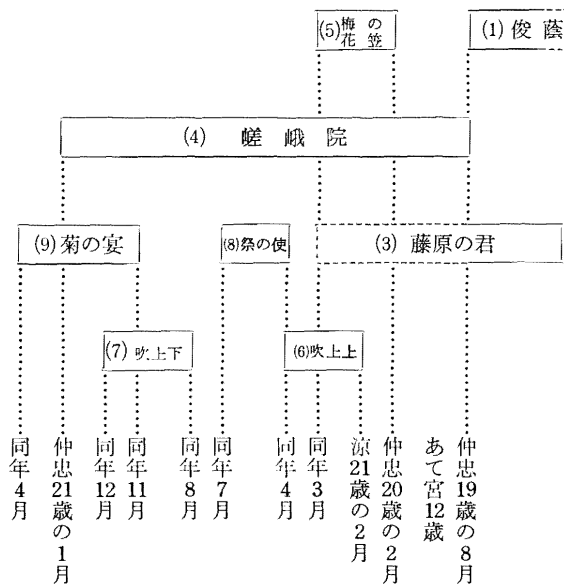 (5)梅花の笠
(1) 俊蔭
(4) 嵯峨院
(9)菊の宴
(8)祭の使
(3) 藤原の君
(7) 吹上下
(6)吹上上
仲忠19歳の8月
あて宮12歳
仲忠20歳の2月
涼21歳の2月
同年3月
同年4月
同年7月
同年8月
同年11月
同年12月
仲忠21歳の1月
同年4月